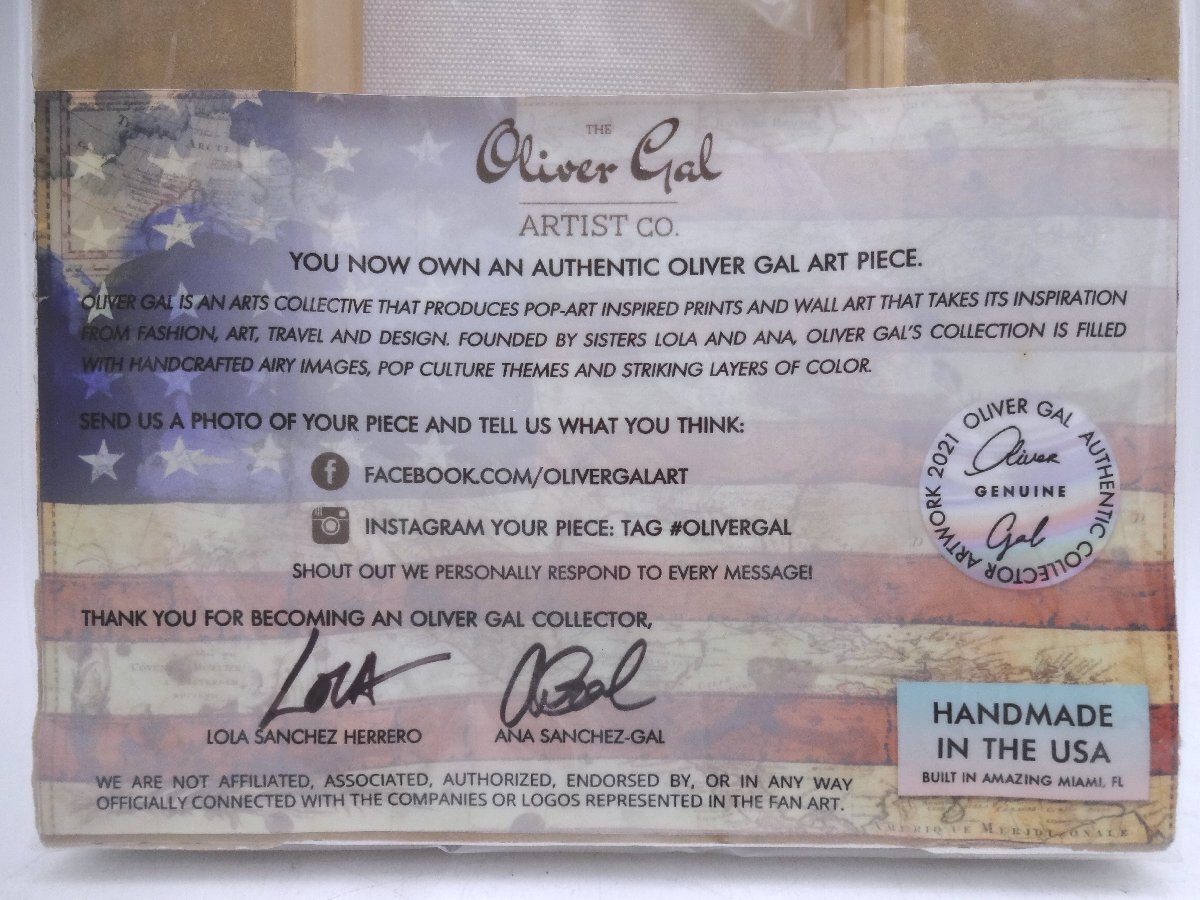 THE
Oliver Gal
ARTIST CO.
YOU NOW OWN AN AUTHENTIC OLIVER GAL ART PIECE.
OLIVER GAL IS AN ARTS COLLECTIVE THAT PRODUCES POP-ART INSPIRED PRINTS AND WALL ART THAT TAKES ITS INSPIRATION
FROM FASHION, ART, TRAVEL AND DESIGN. FOUNDED BY SISTERS LOLA AND ANA, OLIVER GAL'S COLLECTION IS FILLED
WITH HANDCRAFTED AIRY IMAGES, POP CULTURE THEMES AND STRIKING LAYERS OF COLOR.
SEND US A PHOTO OF YOUR PIECE AND TELL US WHAT YOU THINK:
f FACEBOOK.COM/OLIVERGALART
INSTAGRAM YOUR PIECE: TAG #OLIVERGAL
SHOUT OUT WE PERSONALLY RESPOND TO EVERY MESSAGE!
OLIVER GAL AUTHENTIC COLLECTOR ARTWORK 2021
Oliver
GENUINE
Gal
THANK YOU FOR BECOMING AN OLIVER GAL COLLECTOR,
LOLA
LOLA SANCHEZ HERRERO
ANA SANCHEZ-GAL
HANDMADE
IN THE USA
BUILT IN AMAZING MIAMI, FL
WE ARE NOT AFFILIATED, ASSOCIATED, AUTHORIZED, ENDORSED BY, OR IN ANY WAY
OFFICIALLY CONNECTED WITH THE COMPANIES OR LOGOS REPRESENTED IN THE FAN ART.
AMERIQUE MERIDIONALE